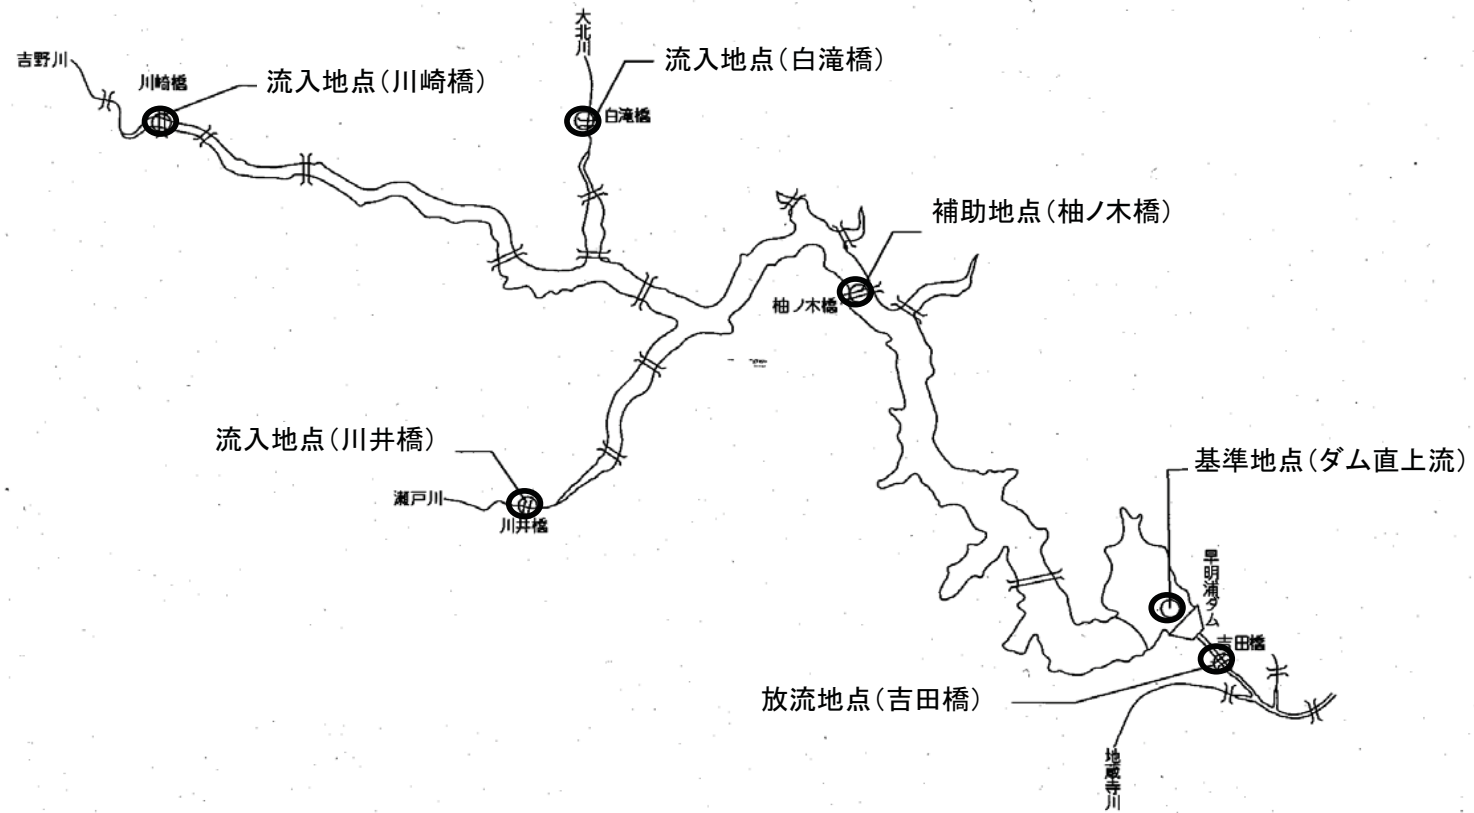 大北川
吉野川
川崎橋
流入地点(川崎橋)
流入地点(白滝橋)
白滝橋
補助地点(柚ノ木橋)
柚ノ木橋
流入地点(川井橋)
瀬戸川
川井橋
基準地点(ダム直上流)
早明浦ダム
吉田橋
放流地点(吉田橋)
地蔵寺川